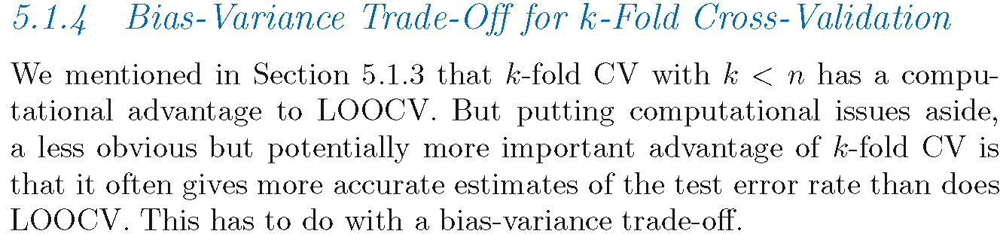 5.1.4 Bias-Variance Trade-Off for k-Fold Cross-Validation
We mentioned in Section 5.1.3 that k-fold CV with k < n has a compu-
tational advantage to LOOCV. But putting computational issues aside,
a less obvious but potentially more important advantage of k-fold CV is
that it often gives more accurate estimates of the test error rate than does
LOOCV. This has to do with a bias-variance trade-off.